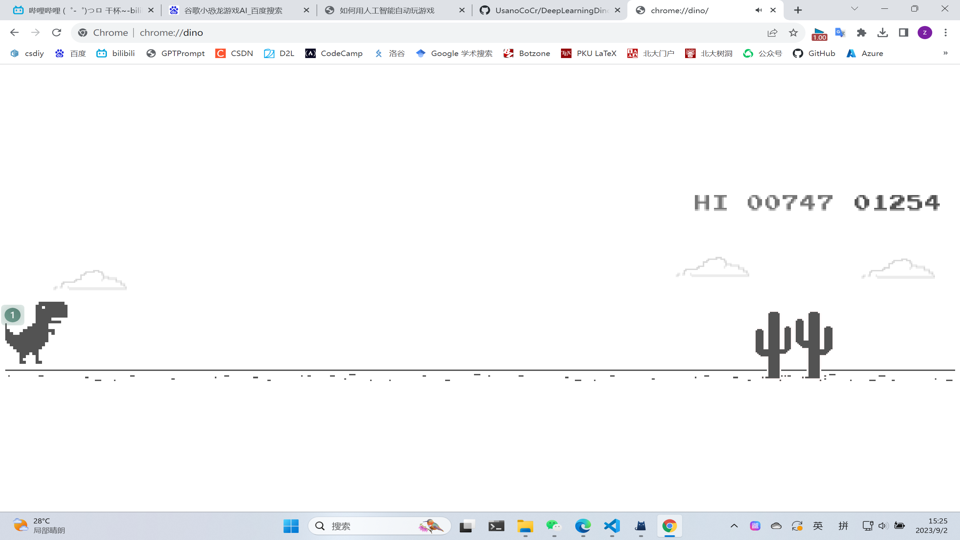 哔哩哔哩 (゜-゜)つロ 干杯~-bili
谷歌小恐龙游戏AI_百度搜索
如何用人工智能自动玩游戏
UsanoCoCr/DeepLearningDin
chrome://dino/
Chrome | chrome://dino
1.00
z
csdiy
百度
bilibili
GPTPrompt
CSDN
D2L
CodeCamp
洛谷
Google 学术搜索
Botzone
PKU LaTeX
北大门户
北大树洞
公众号
GitHub
Azure
»
HI 00747 01254
1
28°C
局部晴朗
搜索
英
拼
15:25
2023/9/2